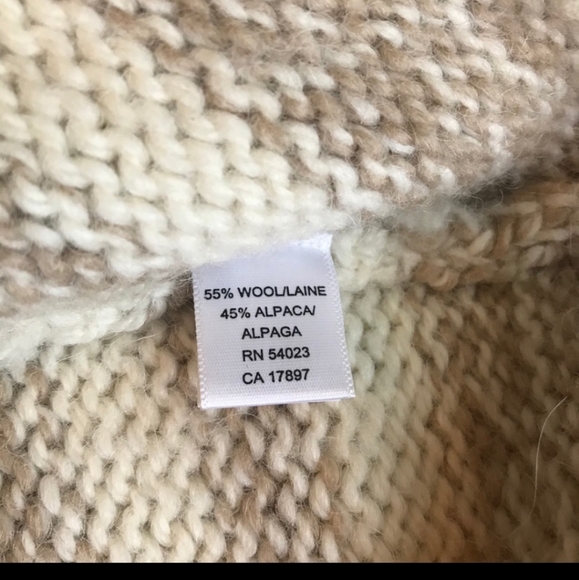 55% WOOL/LAINE
45% ALPACA/
ALPAGA
RN 54023
CA 17897